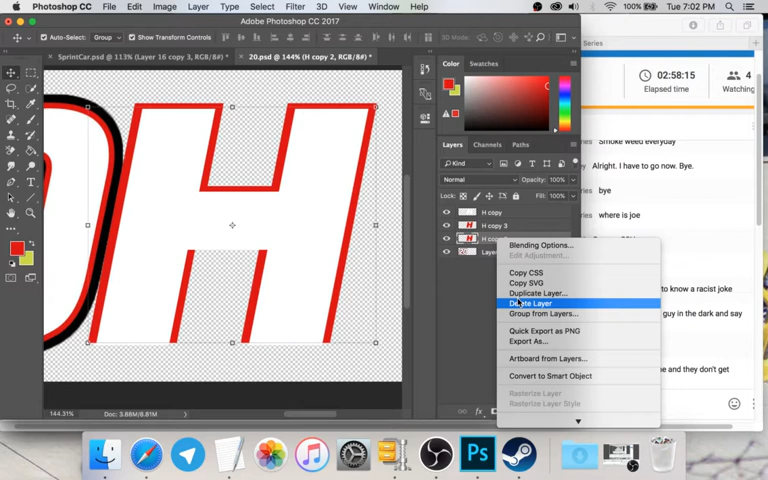 Photoshop CC File Edit Image Layer Type Select Filter 3D View Window Help 100% Tue 7:02 PM
Adobe Photoshop CC 2017
Auto-Select: Group Show Transform Controls 3D Mode:
SprintCar.psd @ 113% (Layer 16 copy 3, RGB/8#) * 20.psd @ 144% (H copy 2, RGB/8#) *
H
Color Swatches
Layers Channels Paths
Kind
Normal Opacity: 100%
Lock: Fill: 100%
H copy
H copy 3
Blending Options...
Edit Adjustment...
Copy CSS
Copy SVG
Duplicate Layer...
Delete Layer
Group from Layers...
Quick Export as PNG
Export As...
Artboard from Layers...
Convert to Smart Object
Rasterize Layer
Rasterize Layer Style
144.31% Doc: 3.88M/8.81M
fx
Series
02:58:15 4
Elapsed time Watching
Smoke weed everyday
Alright. I have to go now. Bye.
bye
where is joe
to know a racist joke
guy in the dark and say
me and they don't get
Ps